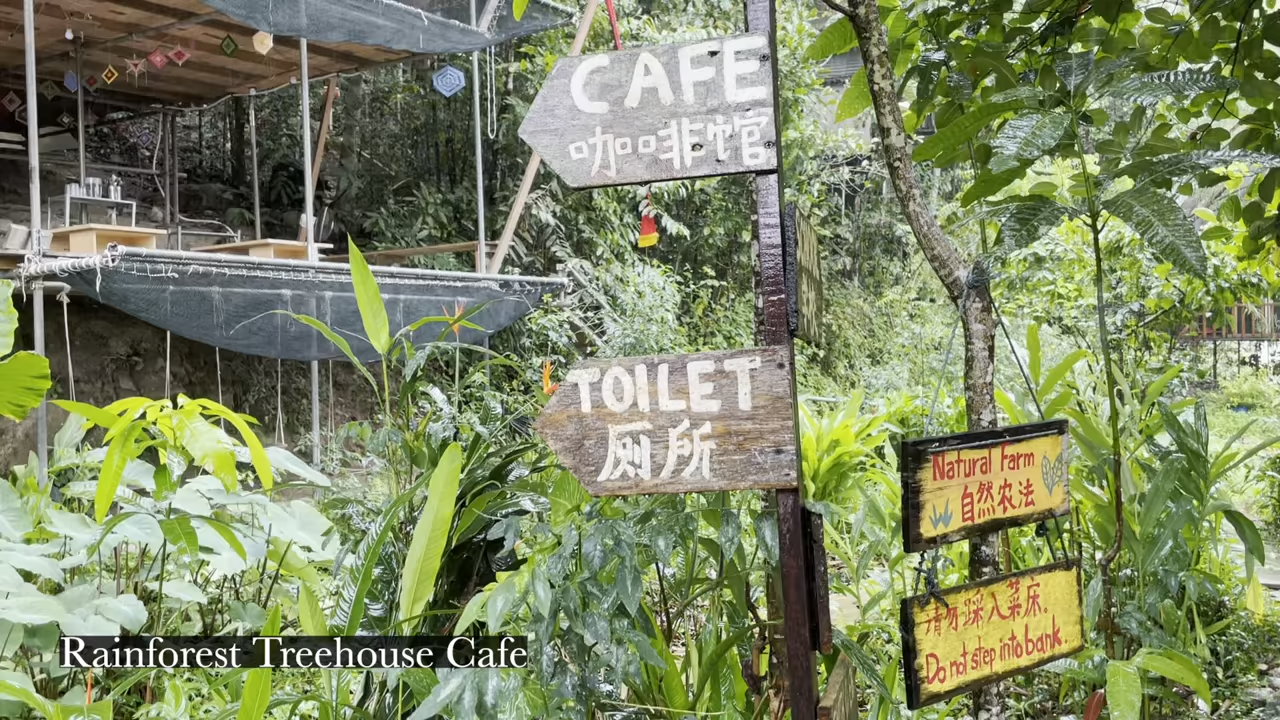 CAFE
咖啡馆
TOILET
厕所
Natural Farm
自然农法
请勿踩入菜床.
Do not step into bank.
Rainforest Treehouse Cafe